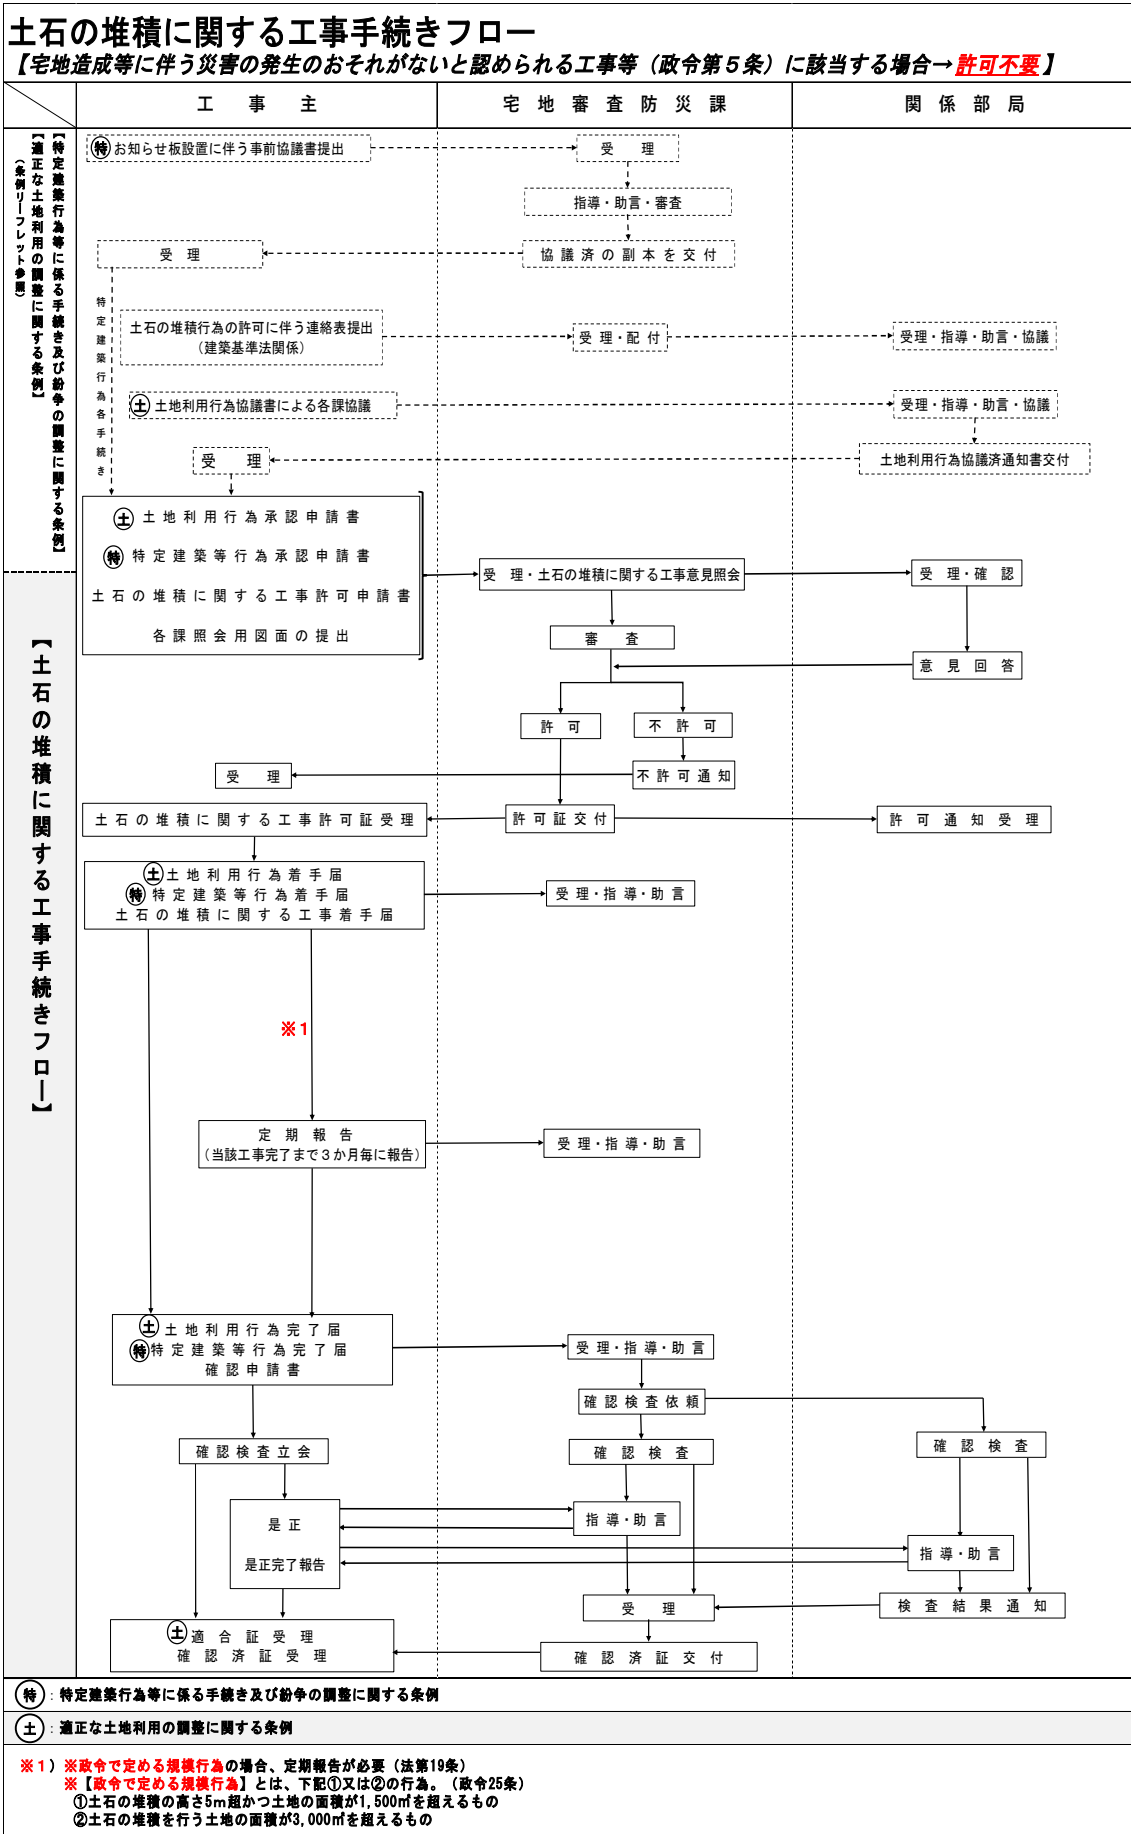 土石の堆積に関する工事手続きフロー
【宅地造成等に伴う災害の発生のおそれがないと認められる工事等（政令第５条）に該当する場合→許可不要】
工事主
宅地審査防災課
関係部局
【特定建築行為等に係る手続き及び紛争の調整に関する条例】
【適正な土地利用の調整に関する条例】
（条例リーフレット参照）
特 お知らせ板設置に伴う事前協議書提出
受理
指導・助言・審査
受理
協議済の副本を交付
特定建築行為各手続き
土石の堆積行為の許可に伴う連絡表提出
（建築基準法関係）
受理・配付
受理・指導・助言・協議
土 土地利用行為協議書による各課協議
受理・指導・助言・協議
受理
土地利用行為協議済通知書交付
土 土地利用行為承認申請書
特 特定建築等行為承認申請書
土石の堆積に関する工事許可申請書
各課照会用図面の提出
受理・土石の堆積に関する工事意見照会
受理・確認
【土石の堆積に関する工事手続きフロー】
審査
意見回答
許可
不許可
受理
不許可通知
土石の堆積に関する工事許可証受理
許可証交付
許可通知受理
土 土地利用行為着手届
特 特定建築等行為着手届
土石の堆積に関する工事着手届
受理・指導・助言
※1
定期報告
（当該工事完了まで３か月毎に報告）
受理・指導・助言
土 土地利用行為完了届
特 特定建築等行為完了届
確認申請書
受理・指導・助言
確認検査依頼
確認検査立会
確認検査
確認検査
是正
是正完了報告
指導・助言
指導・助言
受理
検査結果通知
土 適合証受理
確認済証受理
確認済証交付
特：特定建築行為等に係る手続き及び紛争の調整に関する条例
土：適正な土地利用の調整に関する条例
※１）※政令で定める規模行為の場合、定期報告が必要（法第19条）
※【政令で定める規模行為】とは、下記①又は②の行為。（政令25条）
①土石の堆積の高さ5ｍ超かつ土地の面積が1,500㎡を超えるもの
②土石の堆積を行う土地の面積が3,000㎡を超えるもの